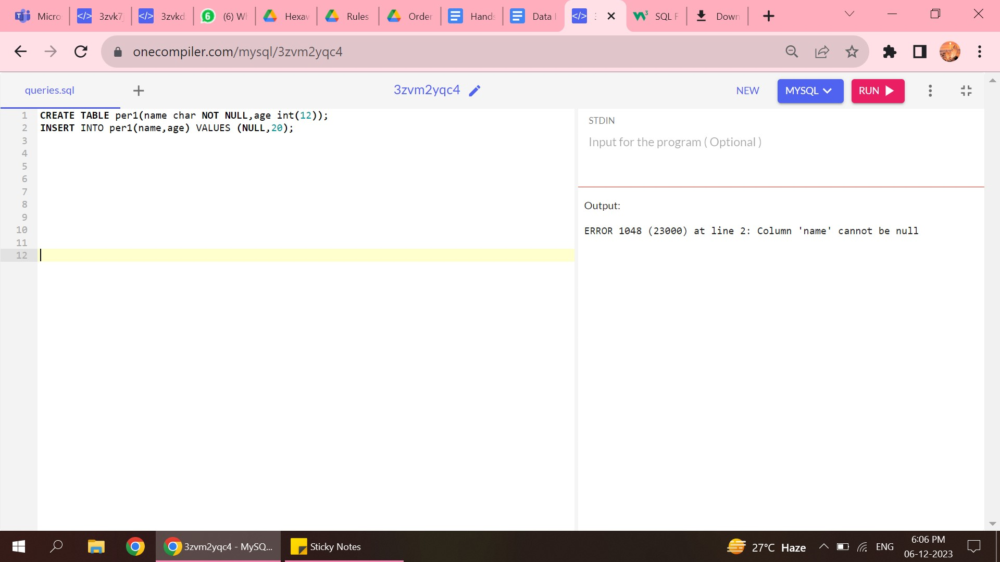 Micro 3zvk7 3zvkd (6) W Hexaw Rules Order Hands Data SQL F Down
onecompiler.com/mysql/3zvm2yqc4
queries.sql 3zvm2yqc4 NEW MYSQL RUN
1 CREATE TABLE per1(name char NOT NULL,age int(12));
2 INSERT INTO per1(name,age) VALUES (NULL,20);
3
4
5
6
7
8
9
10
11
12
STDIN
Input for the program ( Optional )
Output:
ERROR 1048 (23000) at line 2: Column 'name' cannot be null
3zvm2yqc4 - MySQ... Sticky Notes 27°C Haze ENG 6:06 PM
06-12-2023